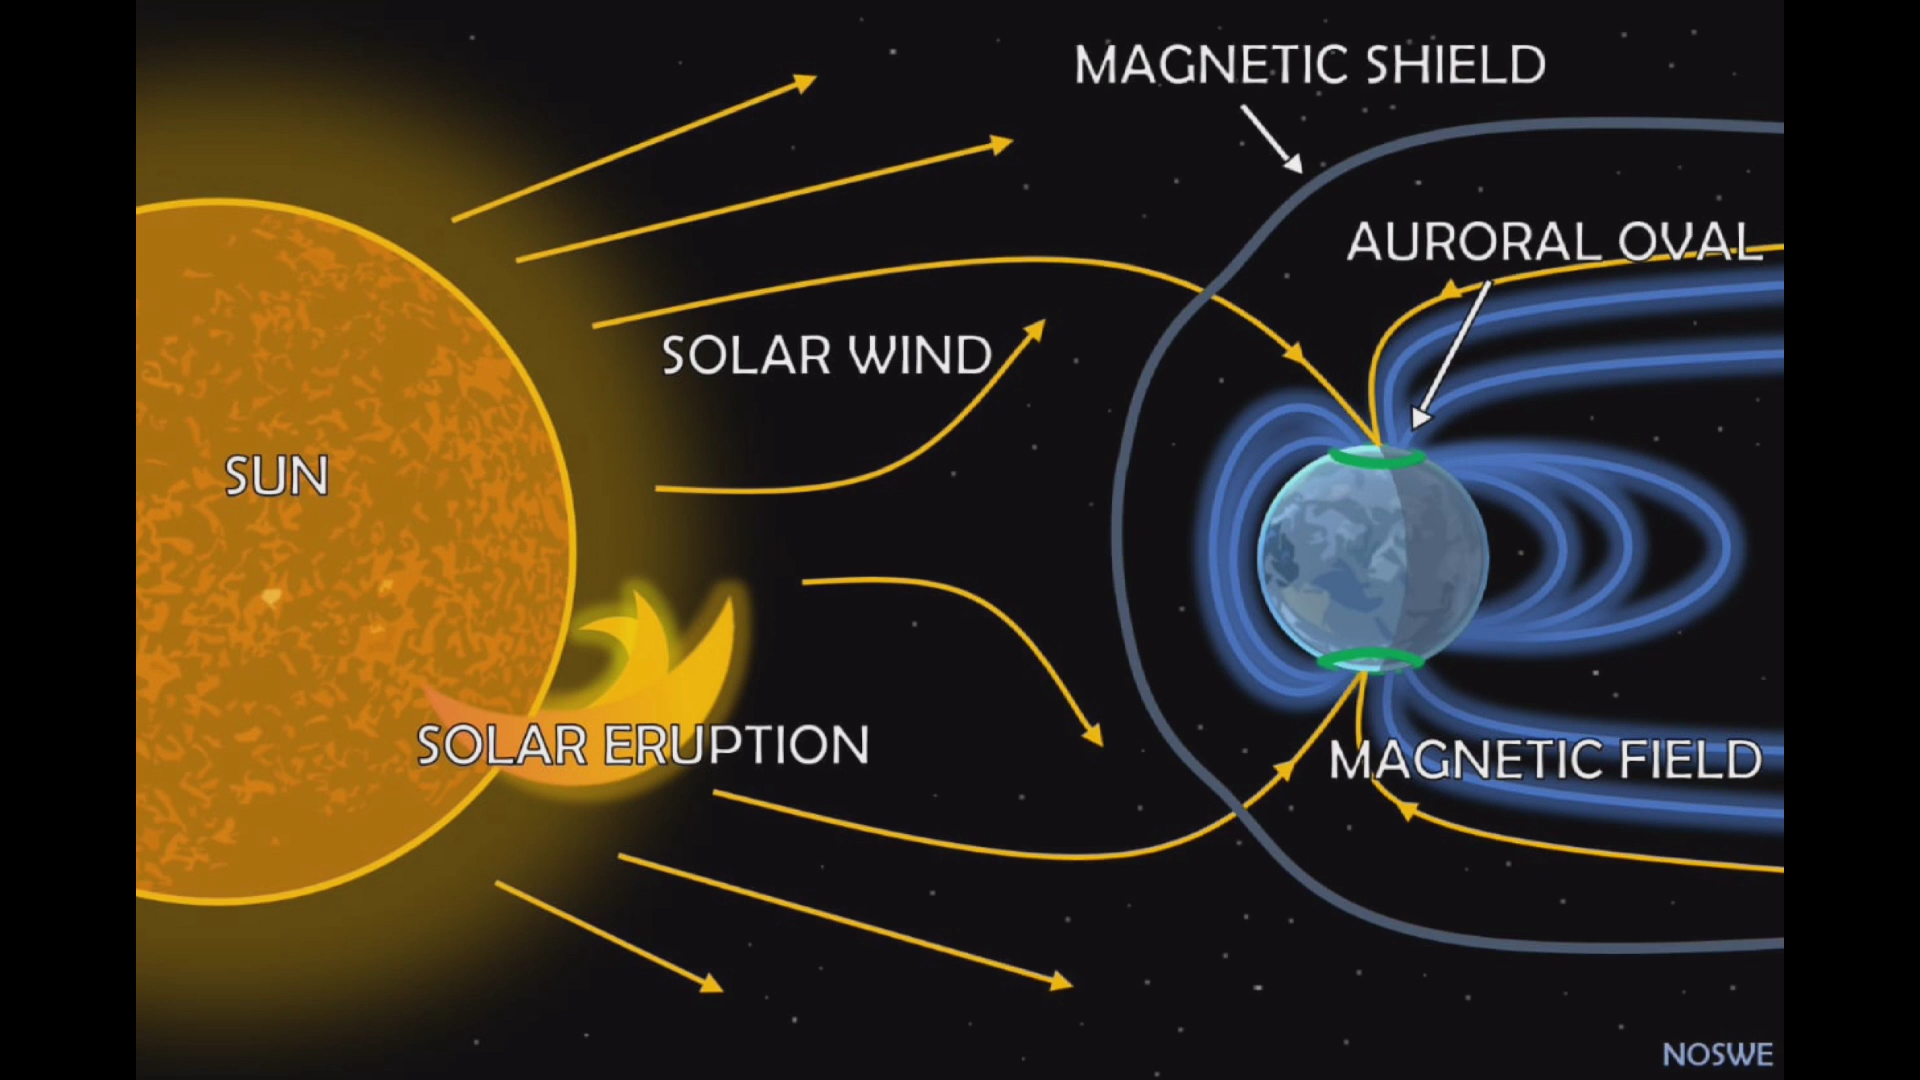 MAGNETIC SHIELD
AURORAL OVAL
SOLAR WIND
SUN
SOLAR ERUPTION
MAGNETIC FIELD
NOSWE